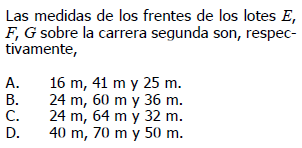 Las medidas de los frentes de los lotes E,
F, G sobre la carrera segunda son, respec-
tivamente,
A. 16 m, 41 m y 25 m.
B. 24 m, 60 m y 36 m.
C. 24 m, 64 m y 32 m.
D. 40 m, 70 m y 50 m.